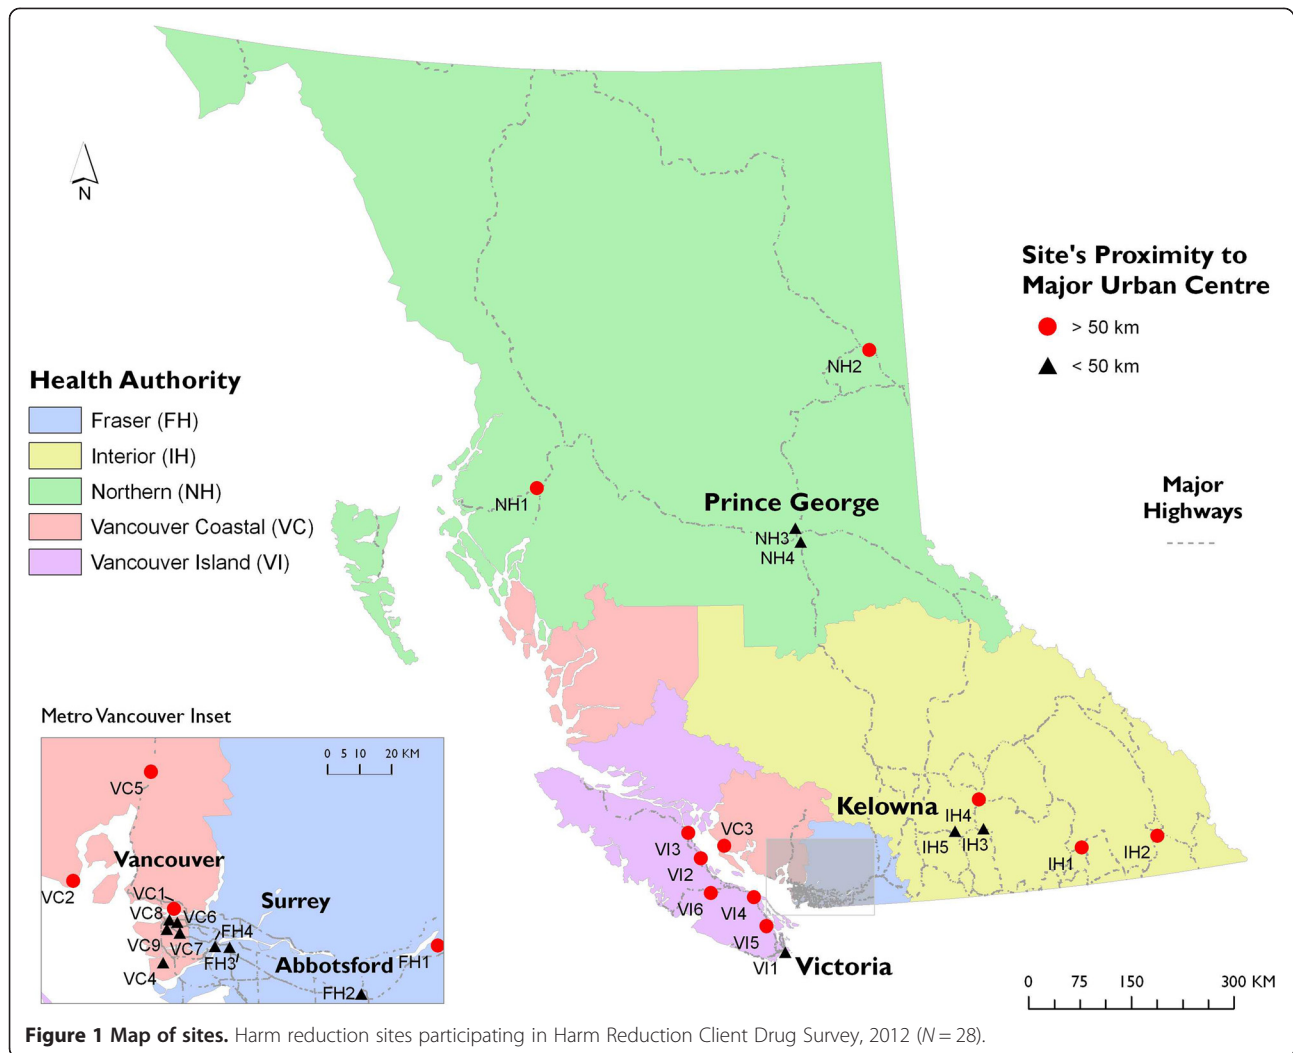 N
Site's Proximity to
Major Urban Centre
> 50 km
< 50 km
Health Authority
Fraser (FH)
Interior (IH)
Northern (NH)
Vancouver Coastal (VC)
Vancouver Island (VI)
Major
Highways
NH2
NH1
Prince George
NH3
NH4
Kelowna
IH4
IH5
IH3
IH1
IH2
VC3
VI3
VI2
VI6
VI4
VI5
VI1
Victoria
Metro Vancouver Inset
0 5 10 20 KM
VC5
Vancouver
VC2
VC1
VC8
VC6
Surrey
VC9
VC7
FH4
FH3
Abbotsford
FH1
VC4
FH2
0 75 150 300 KM
Figure 1 Map of sites. Harm reduction sites participating in Harm Reduction Client Drug Survey, 2012 (N = 28).